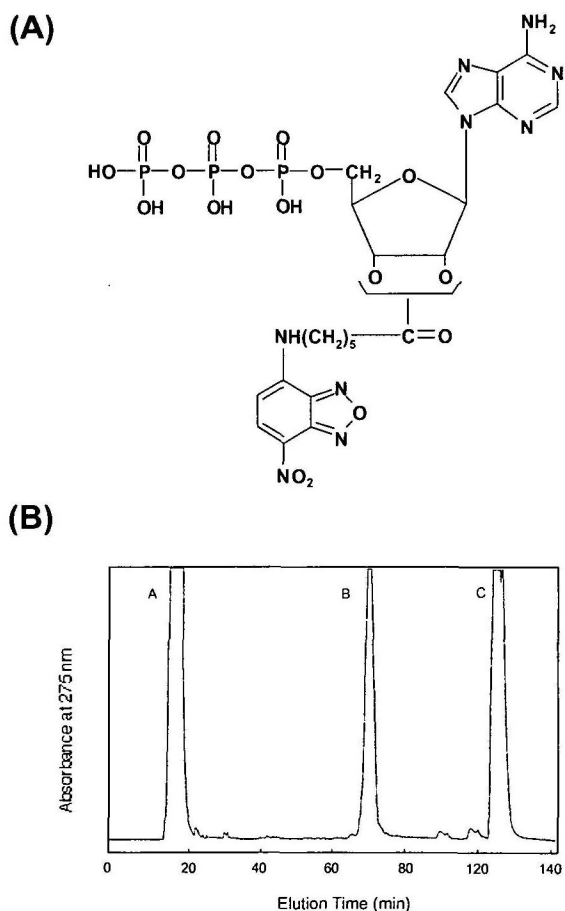 (A)
NH₂
N N
N N
O O O
HO-P-O-P-O-P-O-CH₂ O
OH OH OH
O O
NH(CH₂)₅ C=O
N
O
N
NO₂
(B)
A B C
Absorbance at 275 nm
0 20 40 60 80 100 120 140
Elution Time (min)